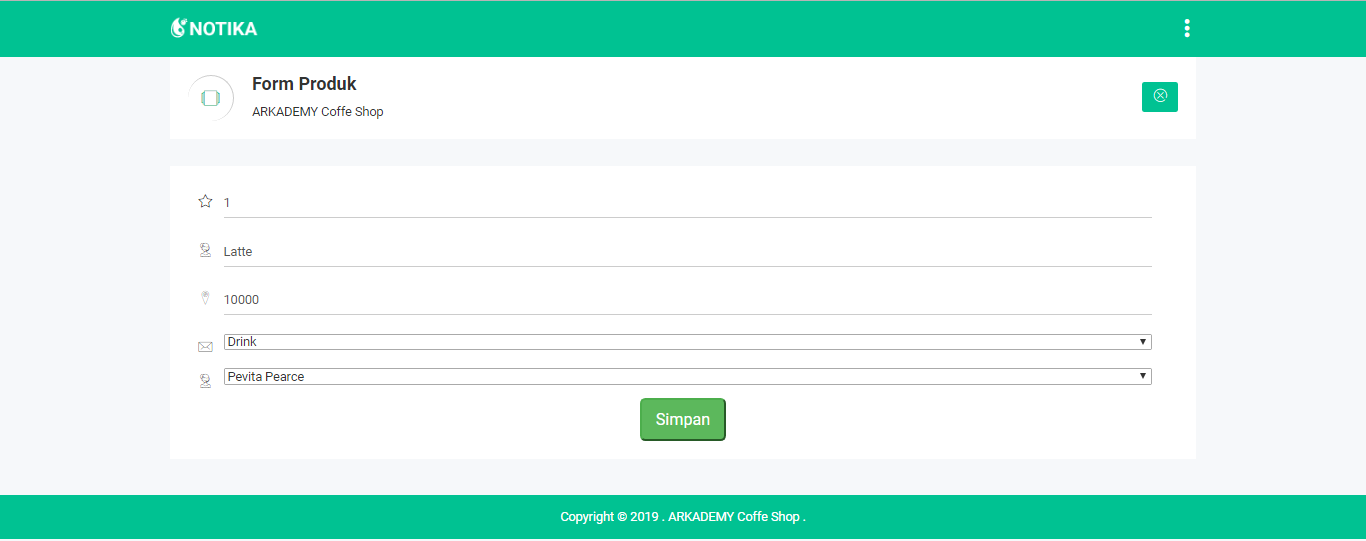 NOTIKA
Form Produk
ARKADEMY Coffe Shop
1
Latte
10000
Drink
Pevita Pearce
Simpan
Copyright © 2019 . ARKADEMY Coffe Shop .